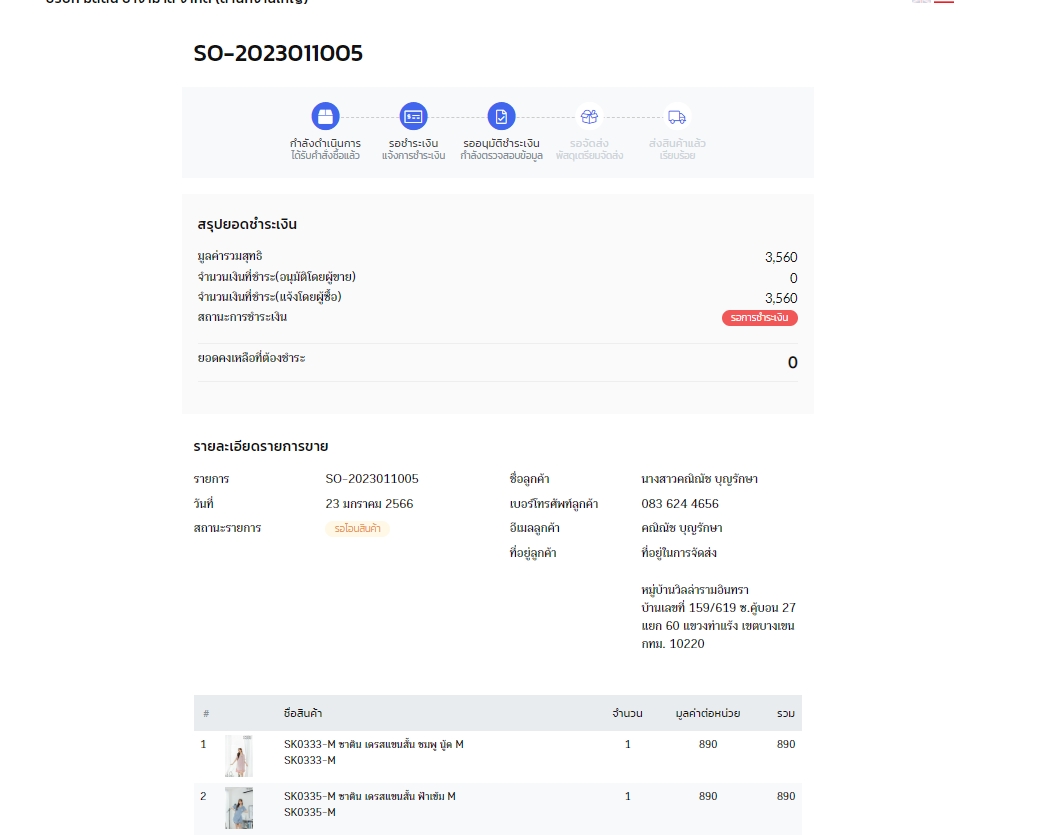 SO-2023011005
กำลังดำเนินการ
ได้รับคำสั่งซื้อแล้ว
รอชำระเงิน
แจ้งการชำระเงิน
รออนุมัติชำระเงิน
กำลังตรวจสอบข้อมูล
รอจัดส่ง
พัสดุเตรียมจัดส่ง
ส่งสินค้าแล้ว
เรียบร้อย
สรุปยอดชำระเงิน
มูลค่ารวมสุทธิ 3,560
จำนวนเงินที่ชำระ(อนุมัติโดยผู้ขาย) 0
จำนวนเงินที่ชำระ(แจ้งโดยผู้ซื้อ) 3,560
สถานะการชำระเงิน รอการชำระเงิน
ยอดคงเหลือที่ต้องชำระ 0
รายละเอียดรายการขาย
รายการ SO-2023011005 ชื่อลูกค้า นางสาวคณิณัช บุญรักษา
วันที่ 23 มกราคม 2566 เบอร์โทรศัพท์ลูกค้า 083 624 4656
สถานะรายการ รอโอนสินค้า อีเมลลูกค้า คณิณัช บุญรักษา
ที่อยู่ลูกค้า ที่อยู่ในการจัดส่ง
หมู่บ้านวิลล่ารามอินทรา
บ้านเลขที่ 159/619 ซ.คู้บอน 27
แยก 60 แขวงท่าแร้ง เขตบางเขน
กทม. 10220
# ชื่อสินค้า จำนวน มูลค่าต่อหน่วย รวม
1 SK0333-M ซาติน เดรสแขนสั้น ชมพู นู้ด M 1 890 890
SK0333-M
2 SK0335-M ซาติน เดรสแขนสั้น ฟ้าเข้ม M 1 890 890
SK0335-M